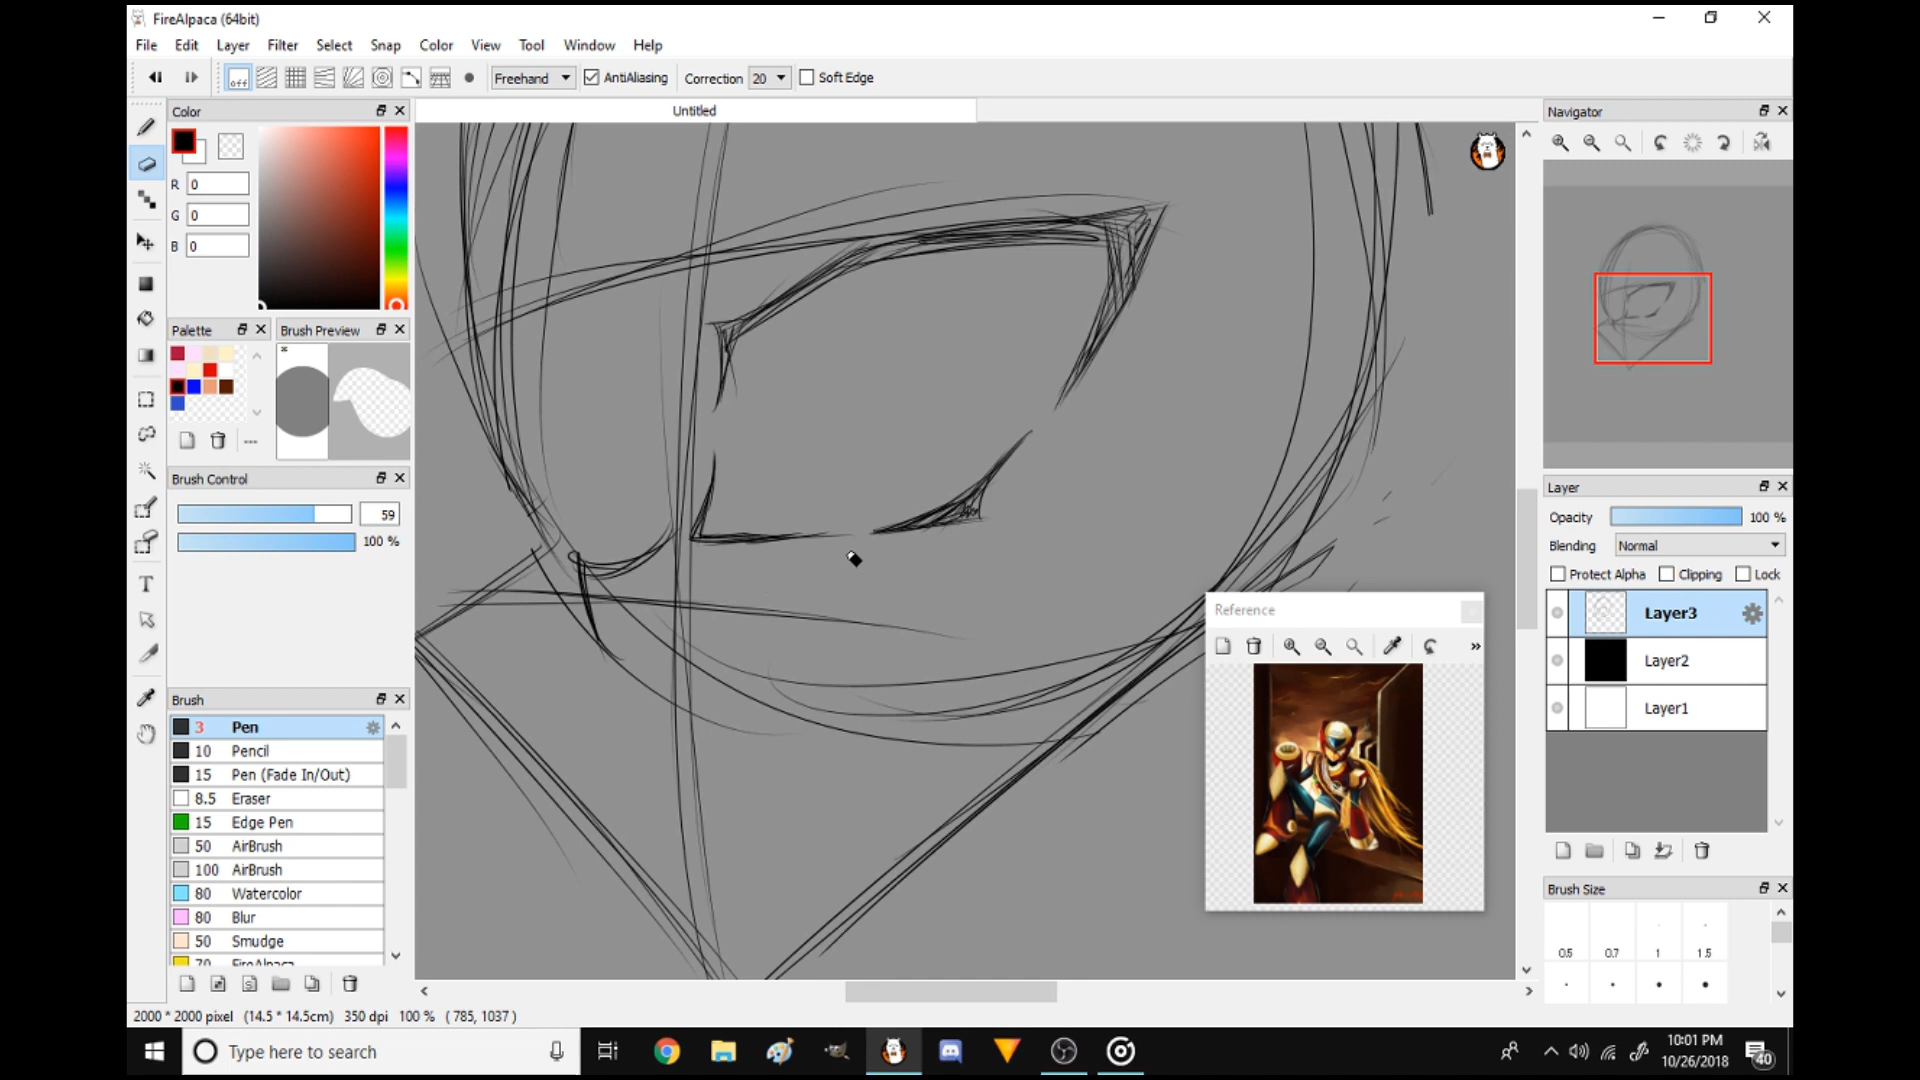 FireAlpaca (64bit)
File Edit Layer Filter Select Snap Color View Tool Window Help
off Freehand AntiAliasing Correction 20 Soft Edge
Color
Untitled
Navigator
R 0
G 0
B 0
Palette
Brush Preview
Brush Control
59
100 %
Layer
Opacity 100 %
Blending Normal
Protect Alpha Clipping Lock
Layer3
Layer2
Layer1
Reference
Brush
3 Pen
10 Pencil
15 Pen (Fade In/Out)
8.5 Eraser
15 Edge Pen
50 AirBrush
100 AirBrush
80 Watercolor
80 Blur
50 Smudge
70 FireAlpaca
Brush Size
0.5 0.7 1 1.5
2000 * 2000 pixel (14.5 * 14.5cm) 350 dpi 100 % ( 785, 1037 )
Type here to search
10:01 PM
10/26/2018
40